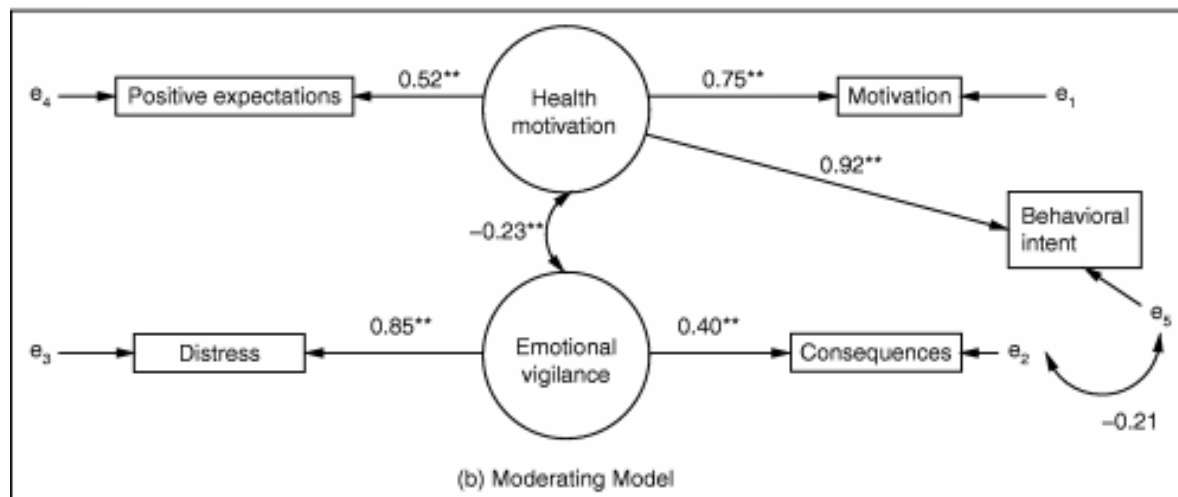 0.52**
0.75**
e₄
Positive expectations
Health
motivation
Motivation
e₁
0.92**
Behavioral
intent
−0.23**
e₅
0.85**
0.40**
e₃
Distress
Emotional
vigilance
Consequences
e₂
−0.21
(b) Moderating Model